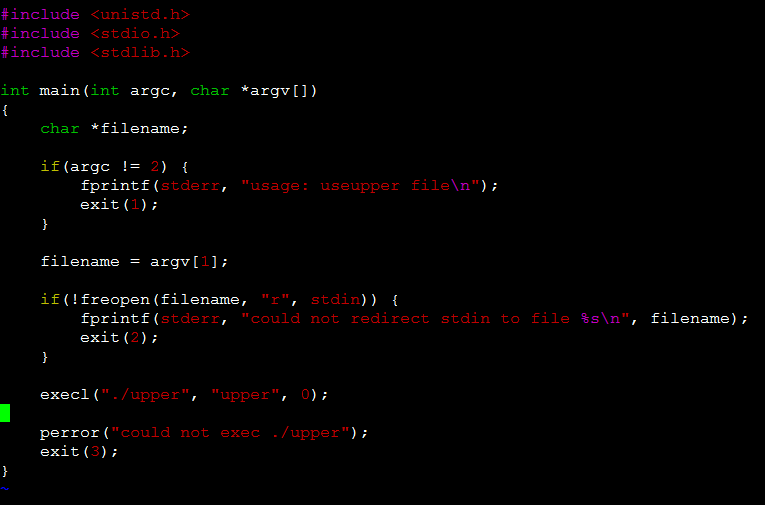 #include <unistd.h>
#include <stdio.h>
#include <stdlib.h>

int main(int argc, char *argv[])
{
    char *filename;

    if(argc != 2) {
        fprintf(stderr, "usage: useupper file\n");
        exit(1);
    }

    filename = argv[1];

    if(!freopen(filename, "r", stdin)) {
        fprintf(stderr, "could not redirect stdin to file %s\n", filename);
        exit(2);
    }

    execl("./upper", "upper", 0);

    perror("could not exec ./upper");
    exit(3);
}
~